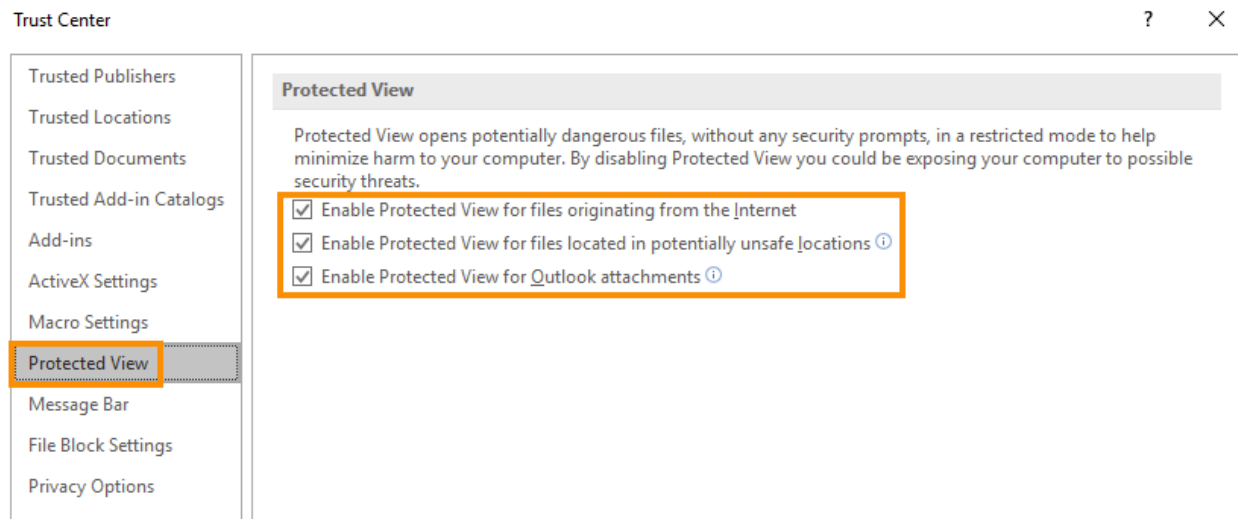 Trust Center
?
Trusted Publishers
Trusted Locations
Trusted Documents
Trusted Add-in Catalogs
Add-ins
ActiveX Settings
Macro Settings
Protected View
Message Bar
File Block Settings
Privacy Options
Protected View
Protected View opens potentially dangerous files, without any security prompts, in a restricted mode to help
minimize harm to your computer. By disabling Protected View you could be exposing your computer to possible
security threats.
Enable Protected View for files originating from the Internet
Enable Protected View for files located in potentially unsafe locations
Enable Protected View for Outlook attachments